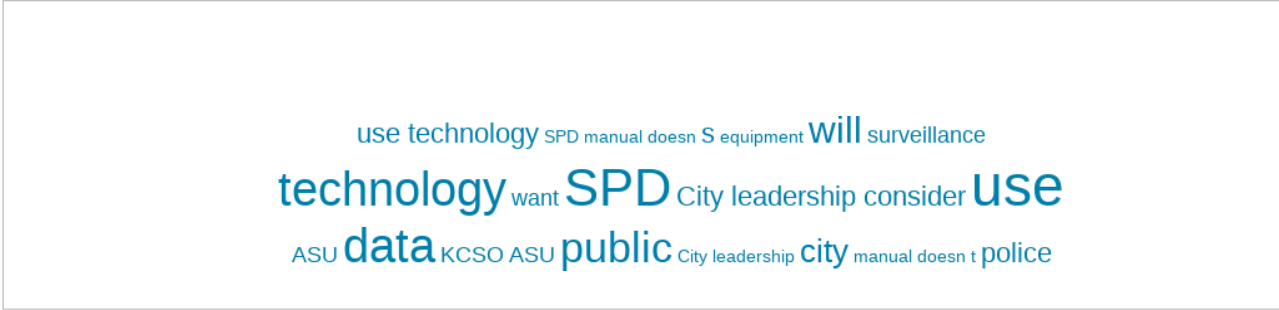 use technology SPD manual doesn s equipment will surveillance
technology want SPD City leadership consider use
ASU data KCSO ASU public City leadership city manual doesn t police